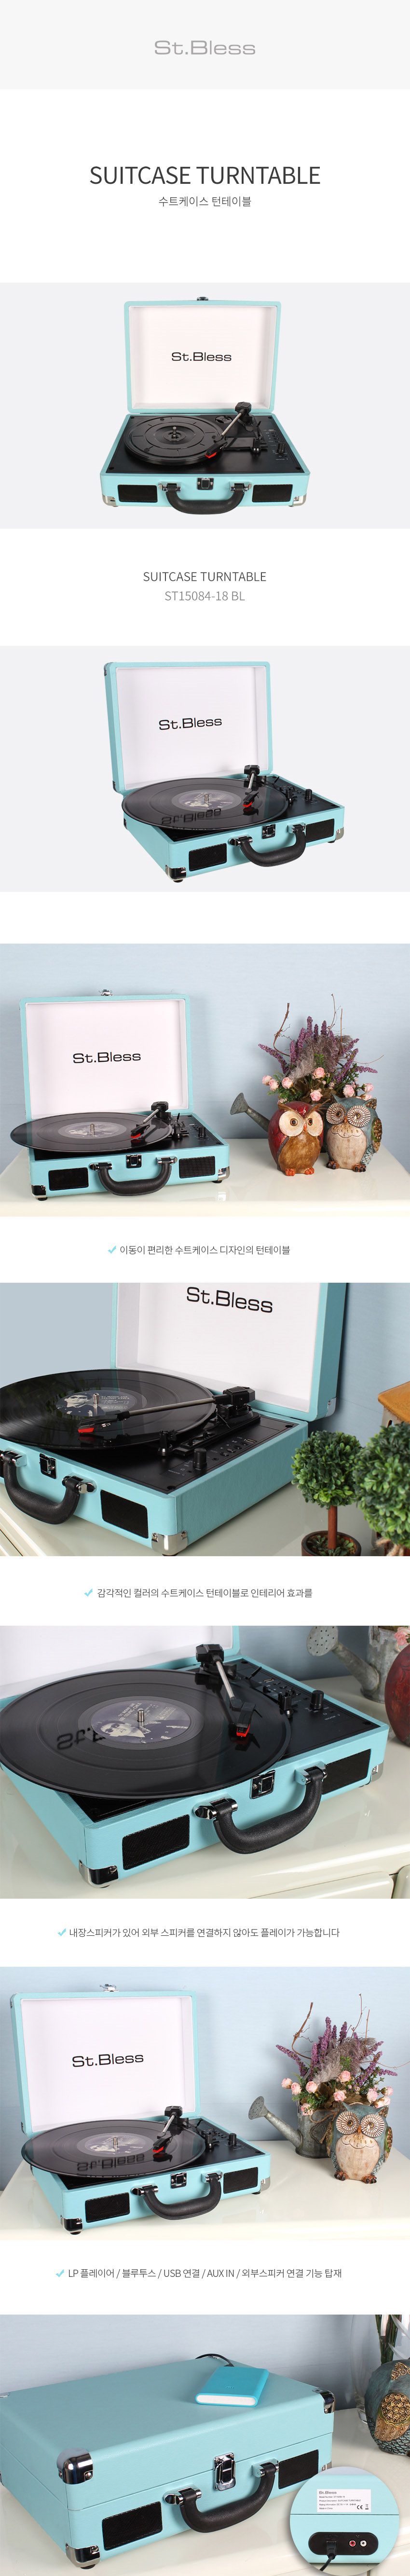 St.Bless
SUITCASE TURNTABLE
수트케이스 턴테이블
St.Bless
SUITCASE TURNTABLE
ST15084-18 BL
St.Bless
St.Bless
이동이 편리한 수트케이스 디자인의 턴테이블
St.Bless
감각적인 컬러의 수트케이스 턴테이블로 인테리어 효과를
내장스피커가 있어 외부 스피커를 연결하지 않아도 플레이가 가능합니다
St.Bless
LP 플레이어 / 블루투스 / USB 연결 / AUX IN / 외부스피커 연결 기능 탑재
St.Bless